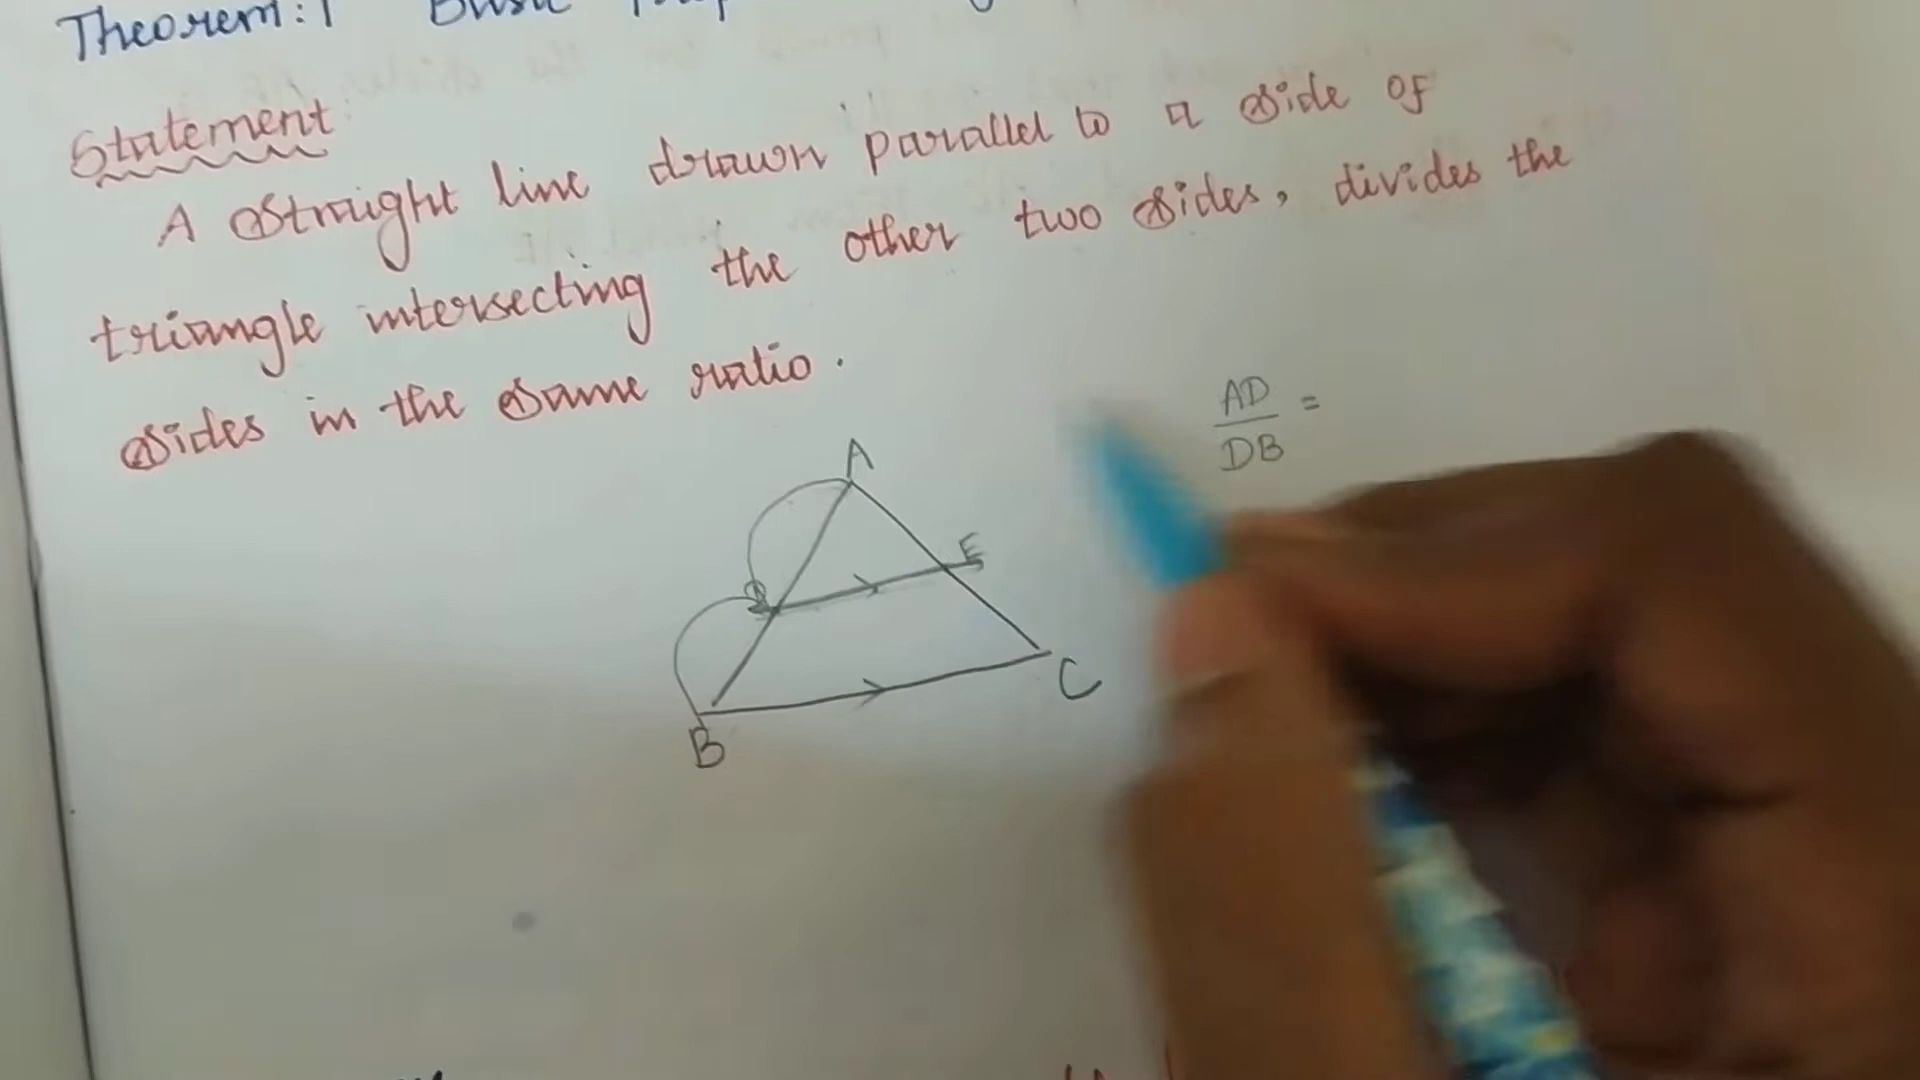 Theorem: 1 Basic
Statement
A straight line drawn parallel to a side of
triangle intersecting the other two sides, divides the
sides in the same ratio.
AD
DB
=
A
D
E
B
C